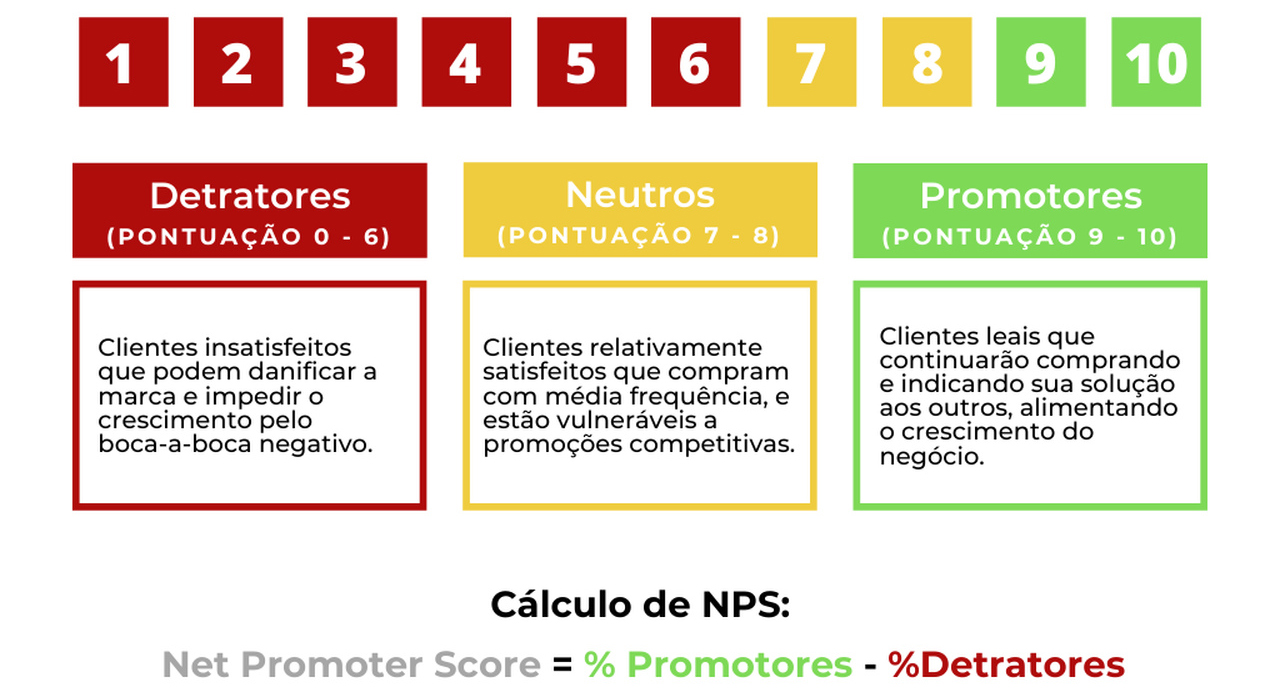 1 2 3 4 5 6 7 8 9 10
Detratores
(PONTUAÇÃO 0 - 6)
Clientes insatisfeitos
que podem danificar a
marca e impedir o
crescimento pelo
boca-a-boca negativo.
Neutros
(PONTUAÇÃO 7 - 8)
Clientes relativamente
satisfeitos que compram
com média frequência, e
estão vulneráveis a
promoções competitivas.
Promotores
(PONTUAÇÃO 9 - 10)
Clientes leais que
continuarão comprando
e indicando sua solução
aos outros, alimentando
o crescimento do
negócio.
Cálculo de NPS:
Net Promoter Score = % Promotores - %Detratores